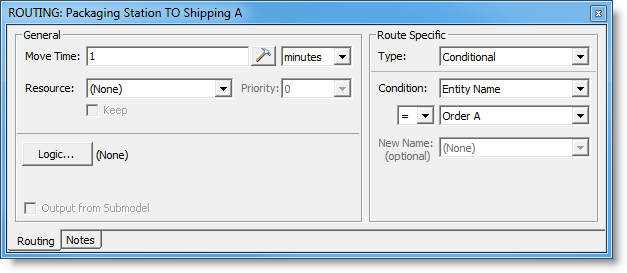 ROUTING: Packaging Station TO Shipping A
General
Move Time: 1 minutes
Resource: (None) Priority: 0
Keep
Logic... (None)
Output from Submodel
Route Specific
Type: Conditional
Condition: Entity Name
= Order A
New Name: (None)
(optional)
Routing Notes